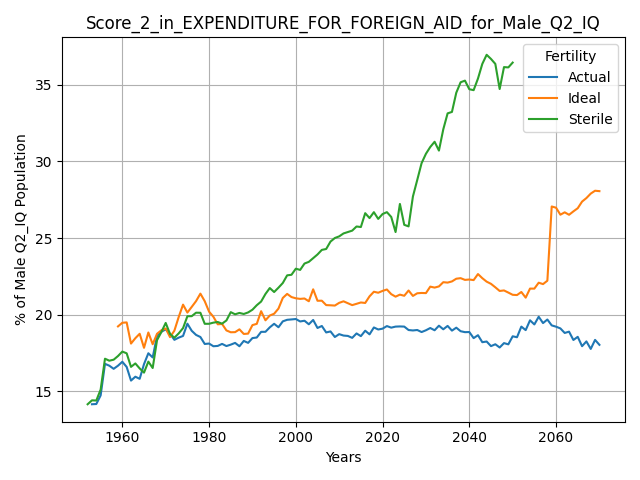 Score_2_in_EXPENDITURE_FOR_FOREIGN_AID_for_Male_Q2_IQ
Fertility
Actual
Ideal
Sterile
% of Male Q2_IQ Population
35
30
25
20
15
1960
1980
2000
2020
2040
2060
Years